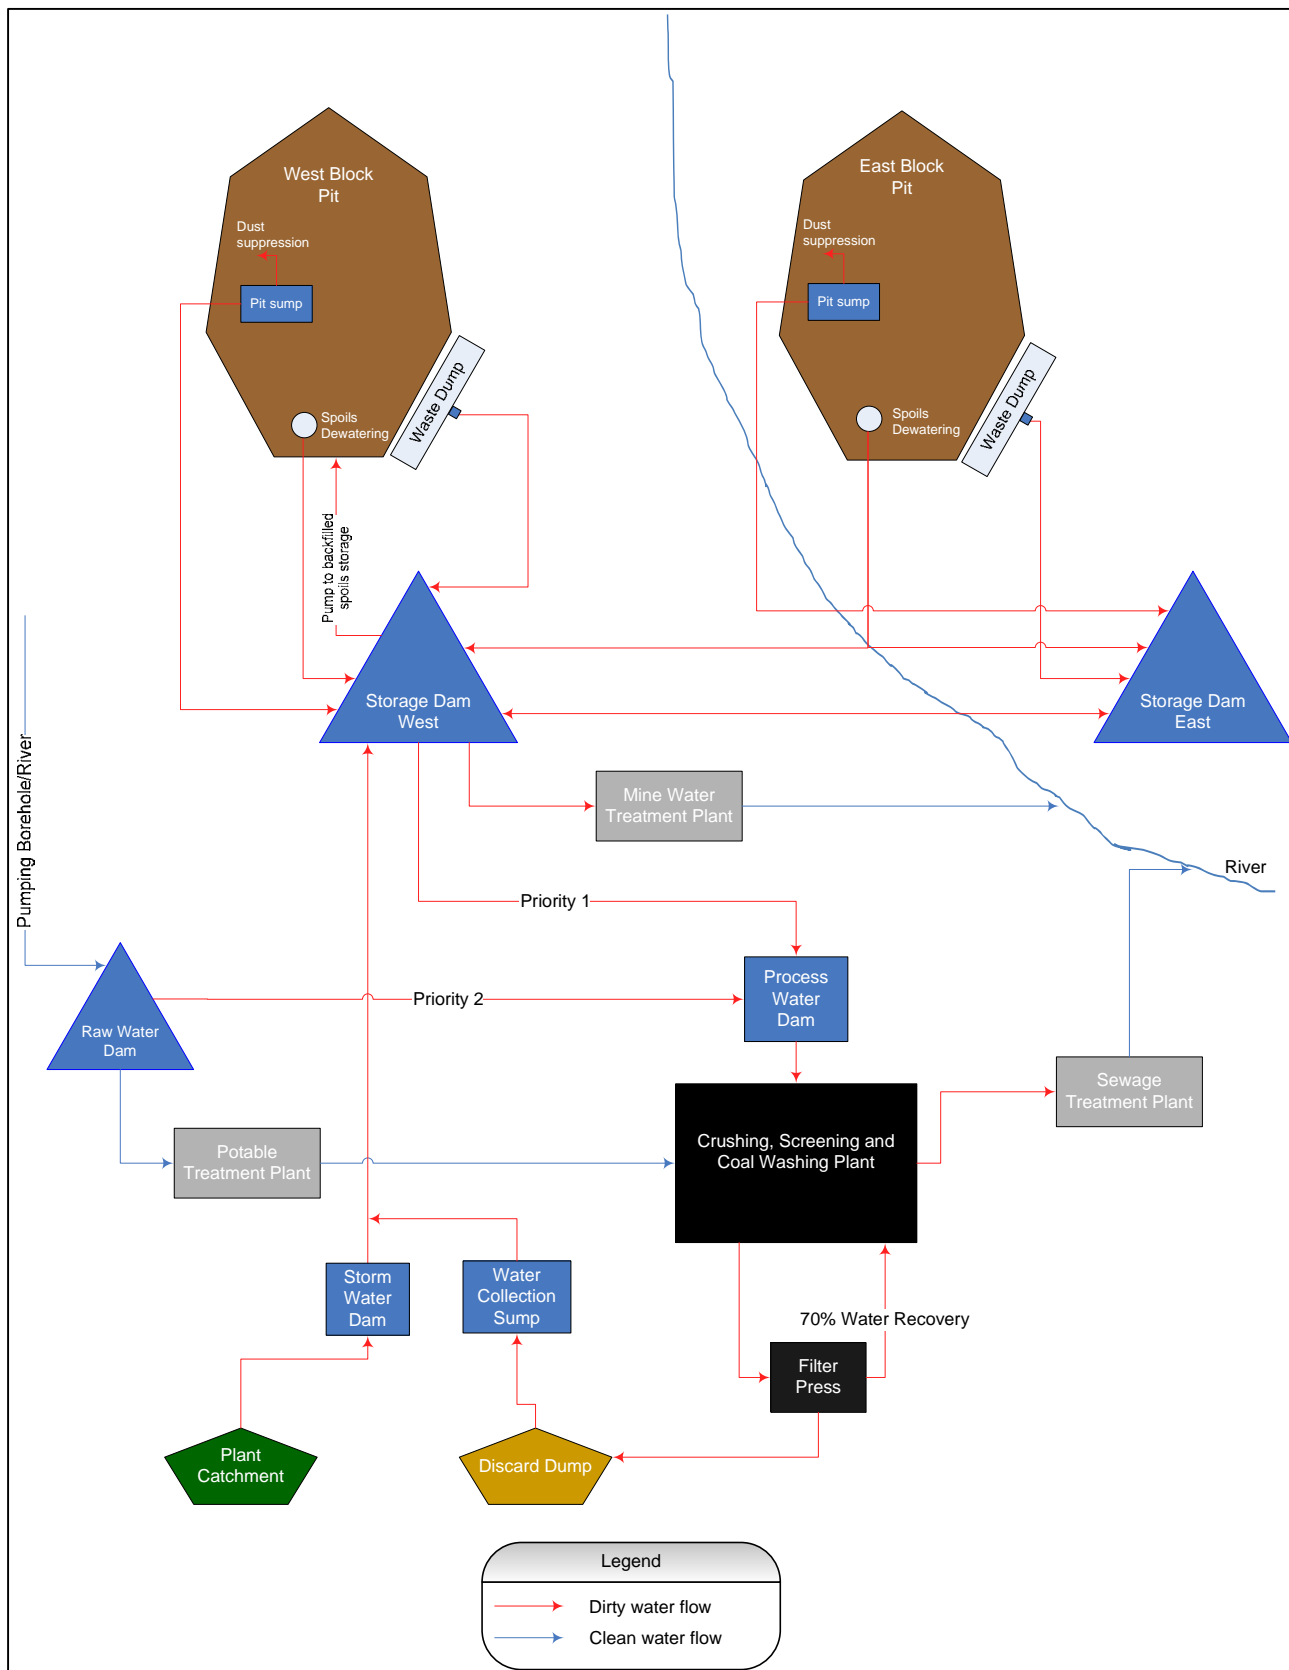 West Block
Pit
Dust
suppression
Pit sump
Spoils
Dewatering
Waste Dump
East Block
Pit
Dust
suppression
Pit sump
Spoils
Dewatering
Waste Dump
Pump to backfilled
spoils storage
Storage Dam
West
Storage Dam
East
Mine Water
Treatment Plant
River
Pumping Borehole/River
Priority 1
Process
Water
Dam
Priority 2
Raw Water
Dam
Sewage
Treatment Plant
Potable
Treatment Plant
Crushing, Screening and
Coal Washing Plant
Storm
Water
Dam
Water
Collection
Sump
70% Water Recovery
Filter
Press
Plant
Catchment
Discard Dump
Legend
Dirty water flow
Clean water flow